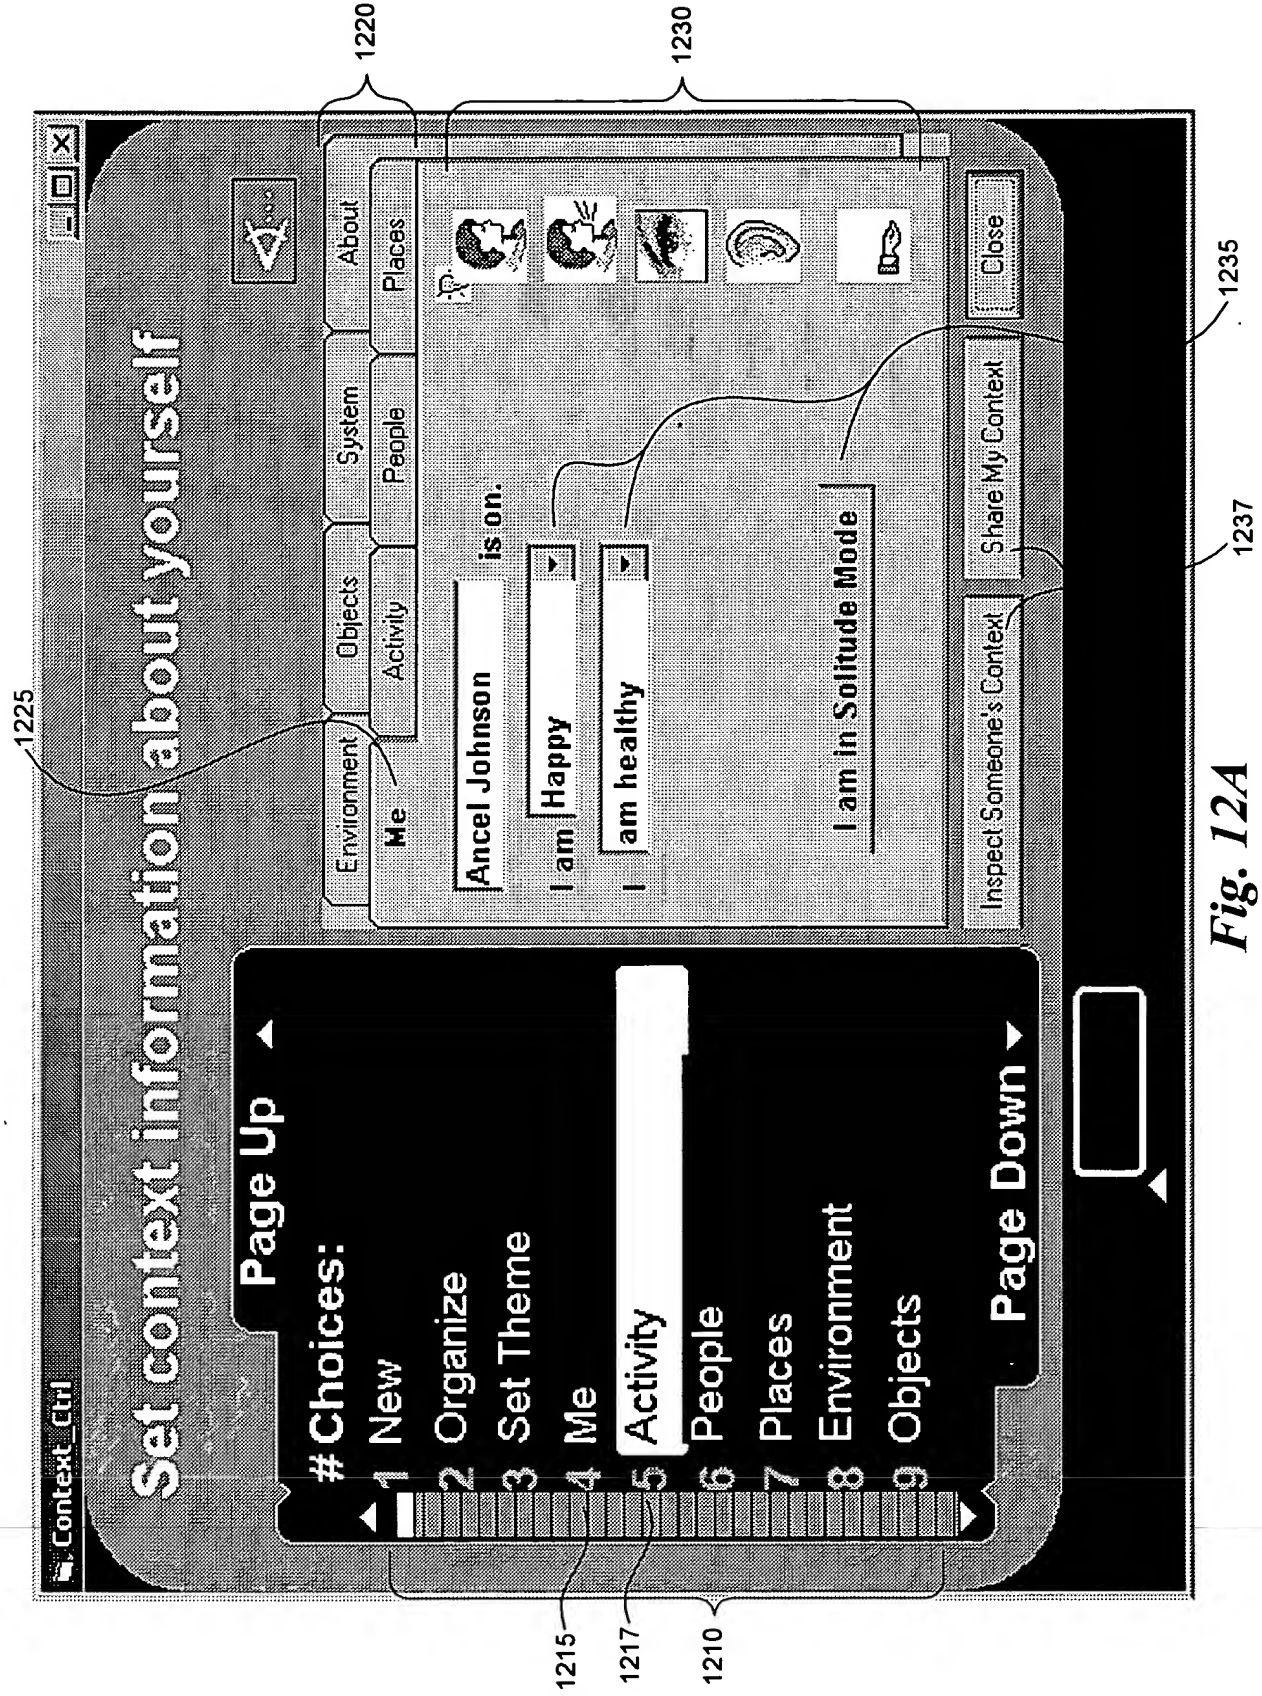 Context_Ctrl
Set context information about yourself
Page Up
# Choices:
1 New
2 Organize
3 Set Theme
4 Me
5 Activity
6 People
7 Places
8 Environment
9 Objects
Page Down
Environment Objects System About
Me Activity People Places
Ancel Johnson is on.
I am Happy
I am healthy
I am in Solitude Mode
Inspect Someone's Context Share My Context Close
1210
1215
1217
1220
1225
1230
1235
1237
Fig. 12A